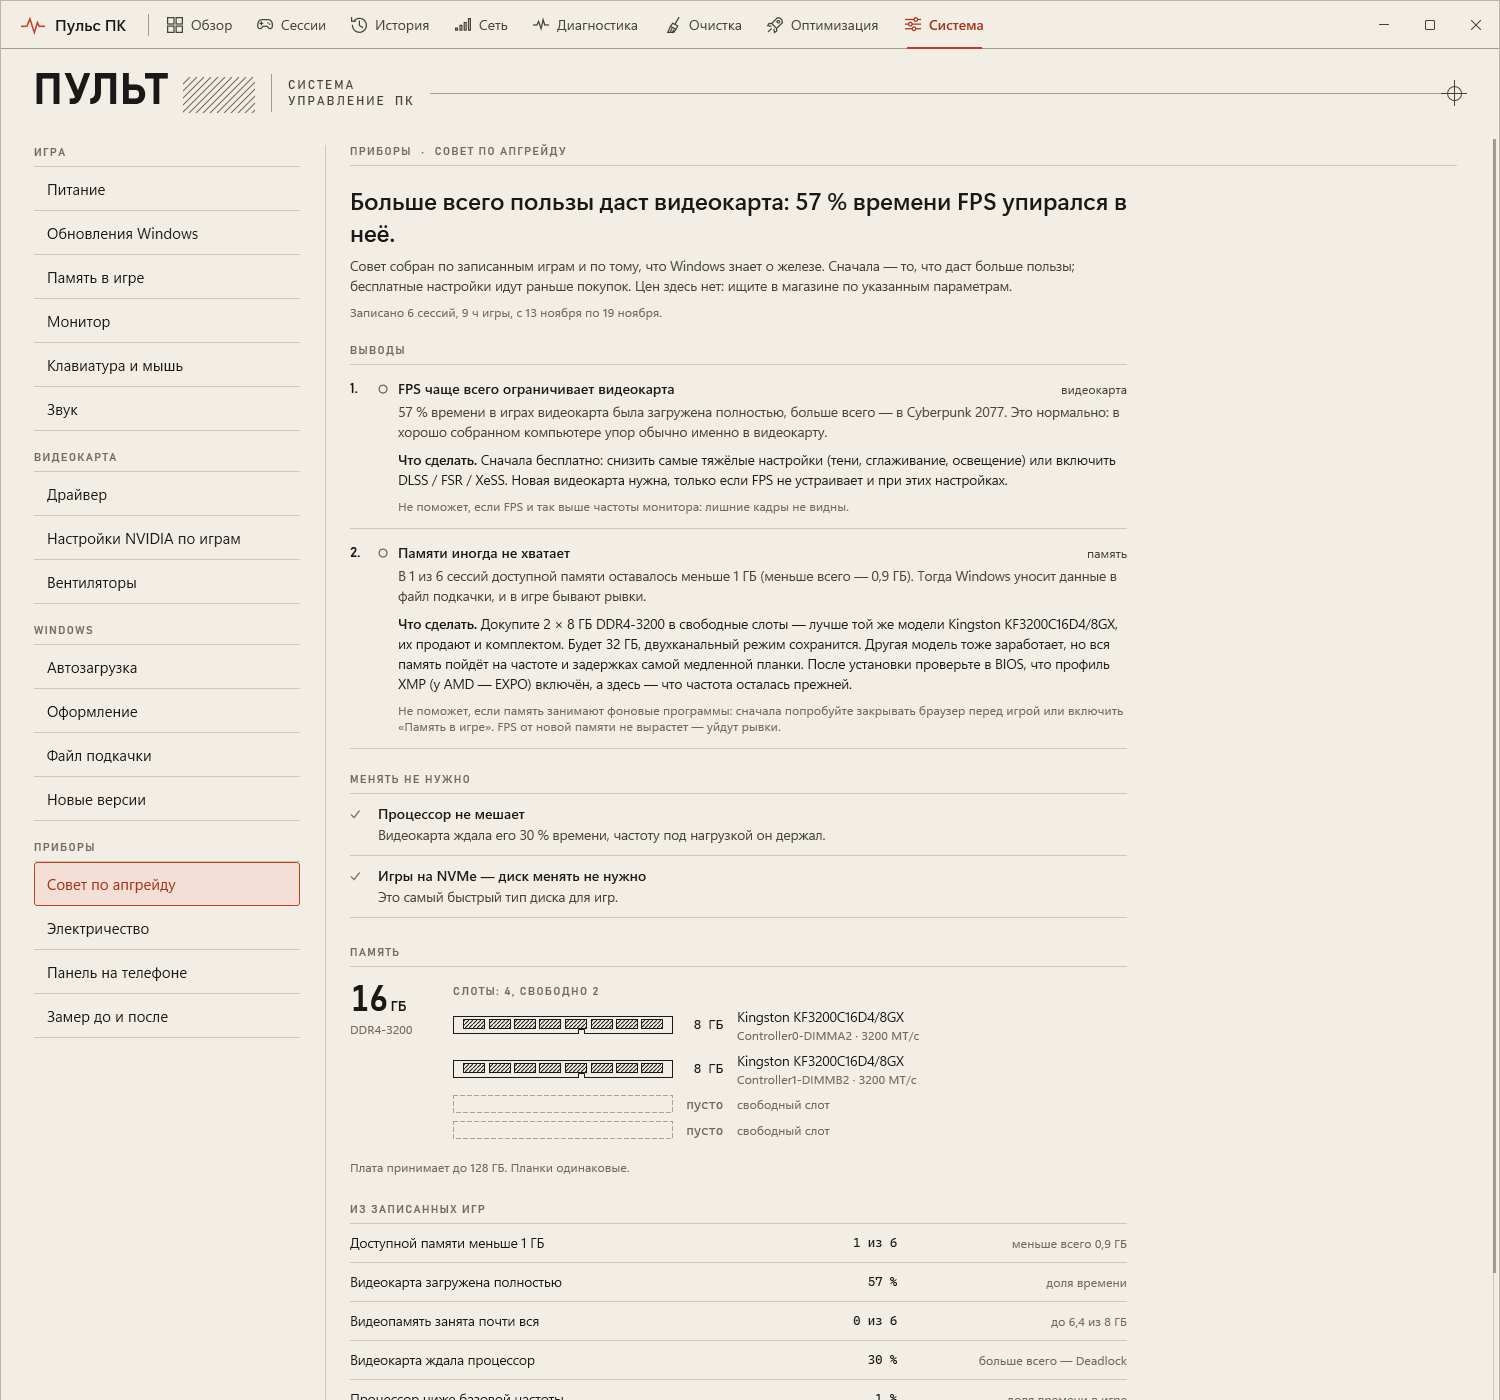 Пульс ПК
Обзор
Сессии
История
Сеть
Диагностика
Очистка
Оптимизация
Система
ПУЛЬТ
СИСТЕМА
УПРАВЛЕНИЕ ПК
ИГРА
Питание
Обновления Windows
Память в игре
Монитор
Клавиатура и мышь
Звук
ВИДЕОКАРТА
Драйвер
Настройки NVIDIA по играм
Вентиляторы
WINDOWS
Автозагрузка
Оформление
Файл подкачки
Новые версии
ПРИБОРЫ
Совет по апгрейду
Электричество
Панель на телефоне
Замер до и после
ПРИБОРЫ · СОВЕТ ПО АПГРЕЙДУ
Больше всего пользы даст видеокарта: 57 % времени FPS упирался в
неё.
Совет собран по записанным играм и по тому, что Windows знает о железе. Сначала — то, что даст больше пользы;
бесплатные настройки идут раньше покупок. Цен здесь нет: ищите в магазине по указанным параметрам.
Записано 6 сессий, 9 ч игры, с 13 ноября по 19 ноября.
ВЫВОДЫ
1. FPS чаще всего ограничивает видеокарта видеокарта
57 % времени в играх видеокарта была загружена полностью, больше всего — в Cyberpunk 2077. Это нормально: в
хорошо собранном компьютере упор обычно именно в видеокарту.
Что сделать. Сначала бесплатно: снизить самые тяжёлые настройки (тени, сглаживание, освещение) или включить
DLSS / FSR / XeSS. Новая видеокарта нужна, только если FPS не устраивает и при этих настройках.
Не поможет, если FPS и так выше частоты монитора: лишние кадры не видны.
2. Памяти иногда не хватает память
В 1 из 6 сессий доступной памяти оставалось меньше 1 ГБ (меньше всего — 0,9 ГБ). Тогда Windows уносит данные в
файл подкачки, и в игре бывают рывки.
Что сделать. Докупите 2 × 8 ГБ DDR4-3200 в свободные слоты — лучше той же модели Kingston KF3200C16D4/8GX,
их продают и комплектом. Будет 32 ГБ, двухканальный режим сохранится. Другая модель тоже заработает, но вся
память пойдёт на частоте и задержках самой медленной планки. После установки проверьте в BIOS, что профиль
XMP (у AMD — EXPO) включён, а здесь — что частота осталась прежней.
Не поможет, если память занимают фоновые программы: сначала попробуйте закрывать браузер перед игрой или включить
«Память в игре». FPS от новой памяти не вырастет — уйдут рывки.
МЕНЯТЬ НЕ НУЖНО
Процессор не мешает
Видеокарта ждала его 30 % времени, частоту под нагрузкой он держал.
Игры на NVMe — диск менять не нужно
Это самый быстрый тип диска для игр.
ПАМЯТЬ
16 ГБ
DDR4-3200
СЛОТЫ: 4, СВОБОДНО 2
8 ГБ Kingston KF3200C16D4/8GX
Controller0-DIMMA2 · 3200 МТ/с
8 ГБ Kingston KF3200C16D4/8GX
Controller1-DIMMB2 · 3200 МТ/с
пусто свободный слот
пусто свободный слот
Плата принимает до 128 ГБ. Планки одинаковые.
ИЗ ЗАПИСАННЫХ ИГР
Доступной памяти меньше 1 ГБ 1 из 6 меньше всего 0,9 ГБ
Видеокарта загружена полностью 57 % доля времени
Видеопамять занята почти вся 0 из 6 до 6,4 из 8 ГБ
Видеокарта ждала процессор 30 % больше всего — Deadlock
Процессор ниже базовой частоты 1 % доля времени в игре